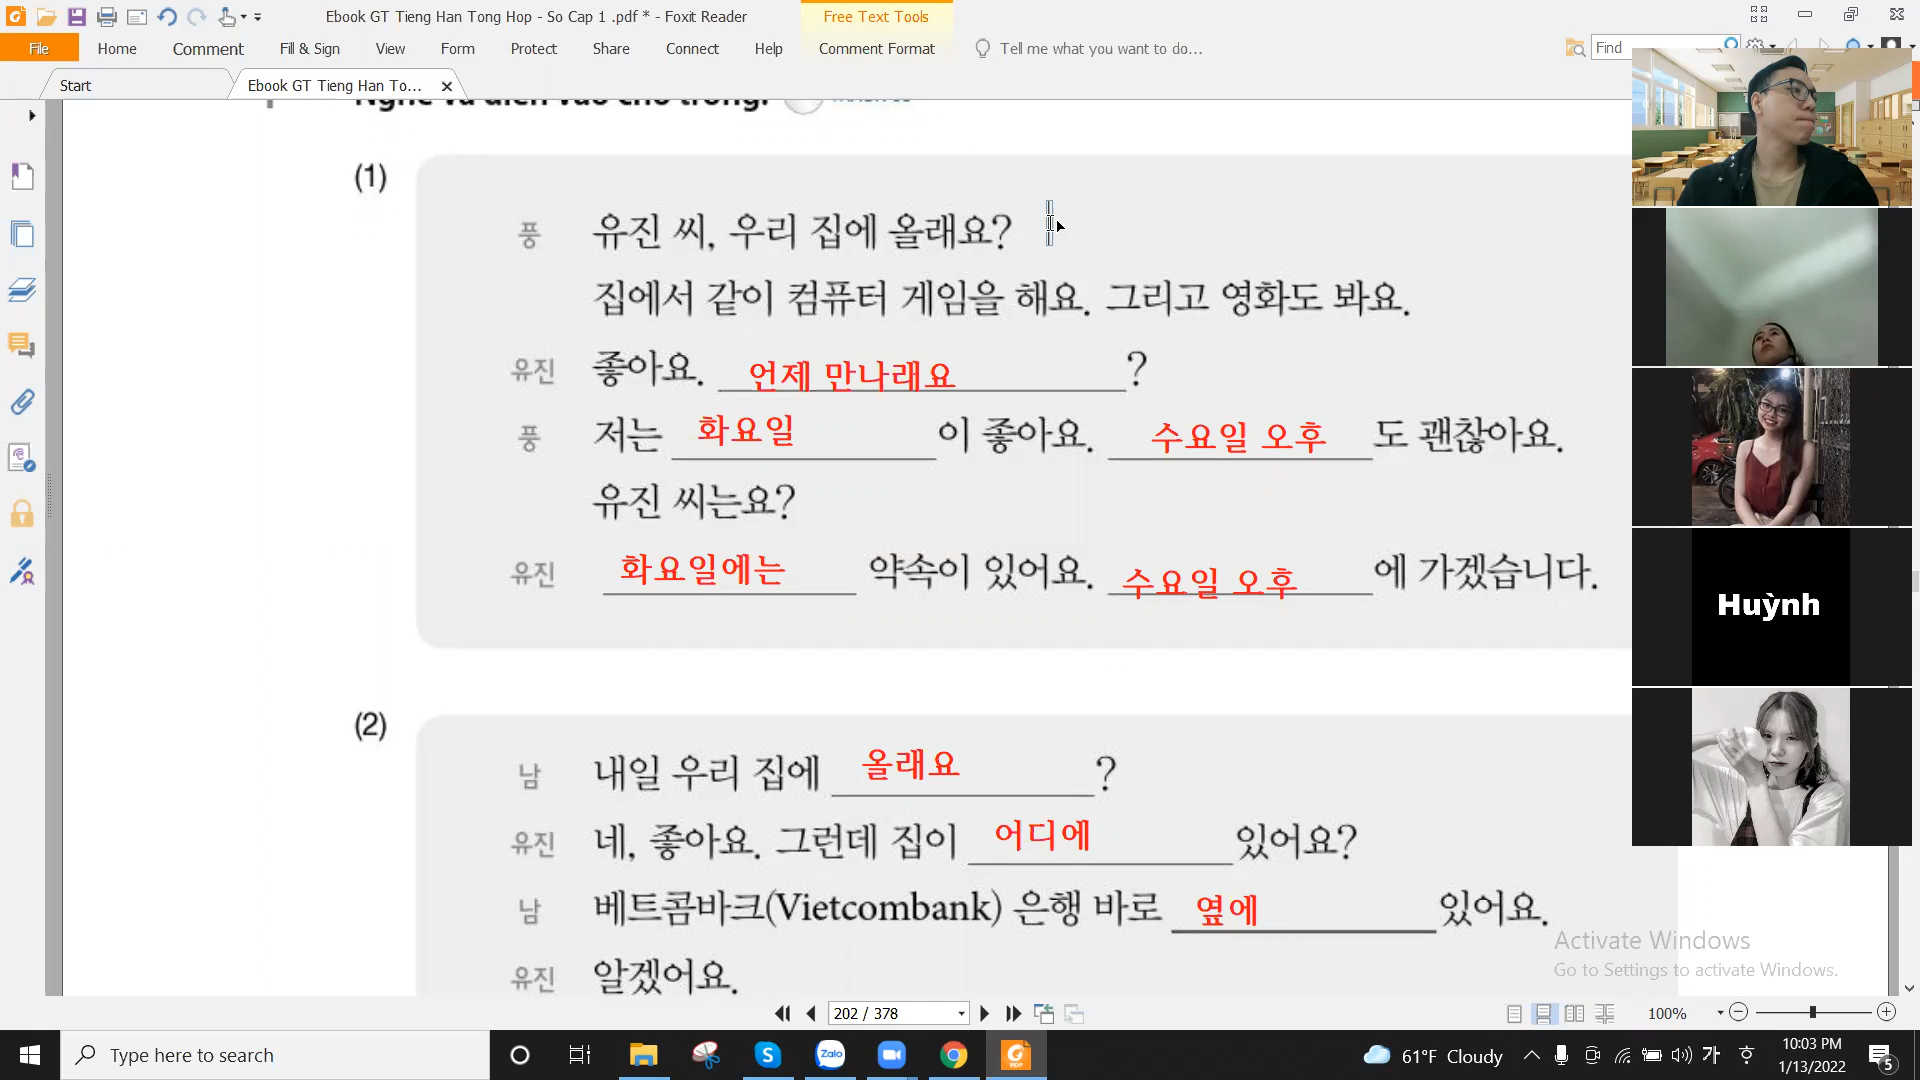 Ebook GT Tieng Han Tong Hop - So Cap 1 .pdf * - Foxit Reader
Free Text Tools
File Home Comment Fill & Sign View Form Protect Share Connect Help Comment Format Tell me what you want to do... Find
Start Ebook GT Tieng Han To...
(1)
풍 유진 씨, 우리 집에 올래요?
집에서 같이 컴퓨터 게임을 해요. 그리고 영화도 봐요.
유진 좋아요. 언제 만나래요?
풍 저는 화요일이 좋아요. 수요일 오후도 괜찮아요.
유진 씨는요?
유진 화요일에는 약속이 있어요. 수요일 오후에 가겠습니다.
Huỳnh
(2)
남 내일 우리 집에 올래요?
유진 네, 좋아요. 그런데 집이 어디에 있어요?
남 베트콤바크(Vietcombank) 은행 바로 옆에 있어요.
유진 알겠어요.
Activate Windows
Go to Settings to activate Windows.
202 / 378
100%
Type here to search
Zalo
PDF
61°F Cloudy
가
10:03 PM
1/13/2022
5